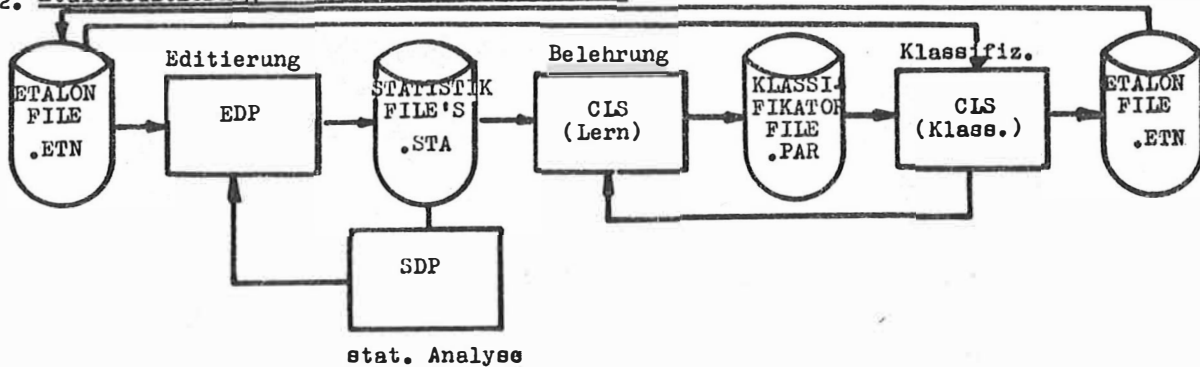 2.
Editierung
Belehrung
Klassifiz.
ETALON
FILE
.ETN
EDP
STATISTIK
FILE'S
.STA
CLS
(Lern)
KLASSI-
FIKATOR
FILE
.PAR
CLS
(Klass.)
ETALON
FILE
.ETN
SDP
stat. Analyse